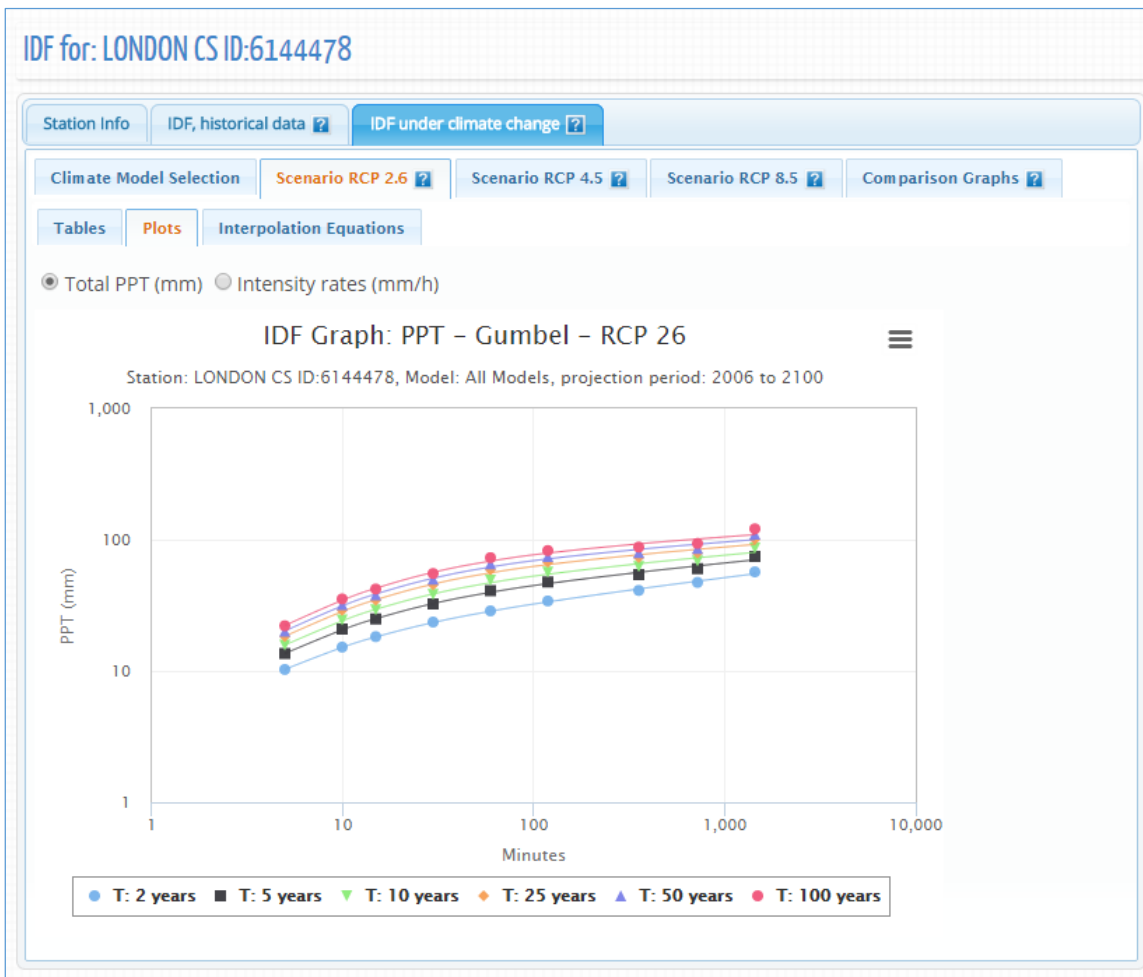 IDF for: LONDON CS ID:6144478
Station Info IDF, historical data ? IDF under climate change ?
Climate Model Selection Scenario RCP 2.6 ? Scenario RCP 4.5 ? Scenario RCP 8.5 ? Comparison Graphs ?
Tables Plots Interpolation Equations
Total PPT (mm) Intensity rates (mm/h)
IDF Graph: PPT – Gumbel – RCP 26
Station: LONDON CS ID:6144478, Model: All Models, projection period: 2006 to 2100
1,000
100
10
1
PPT (mm)
1 10 100 1,000 10,000
Minutes
T: 2 years T: 5 years T: 10 years T: 25 years T: 50 years T: 100 years